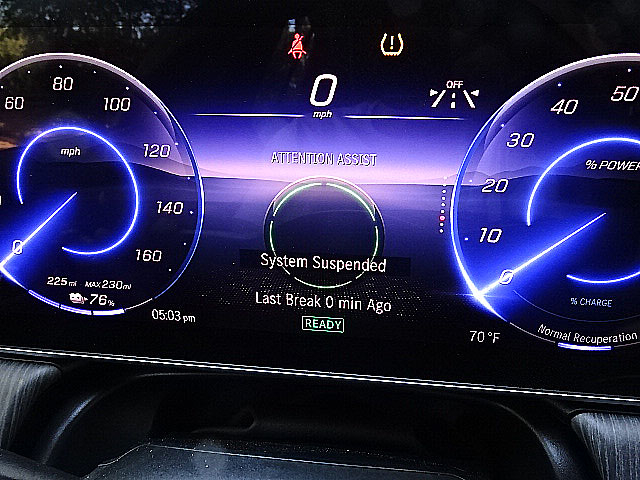 OFF
0
mph
ATTENTION ASSIST
System Suspended
Last Break 0 min Ago
READY
60
80
100
120
140
160
0
mph
225 mi MAX 230 mi
76%
05:03 pm
50
40
30
20
10
0
% POWER
% CHARGE
Normal Recuperation
70 °F